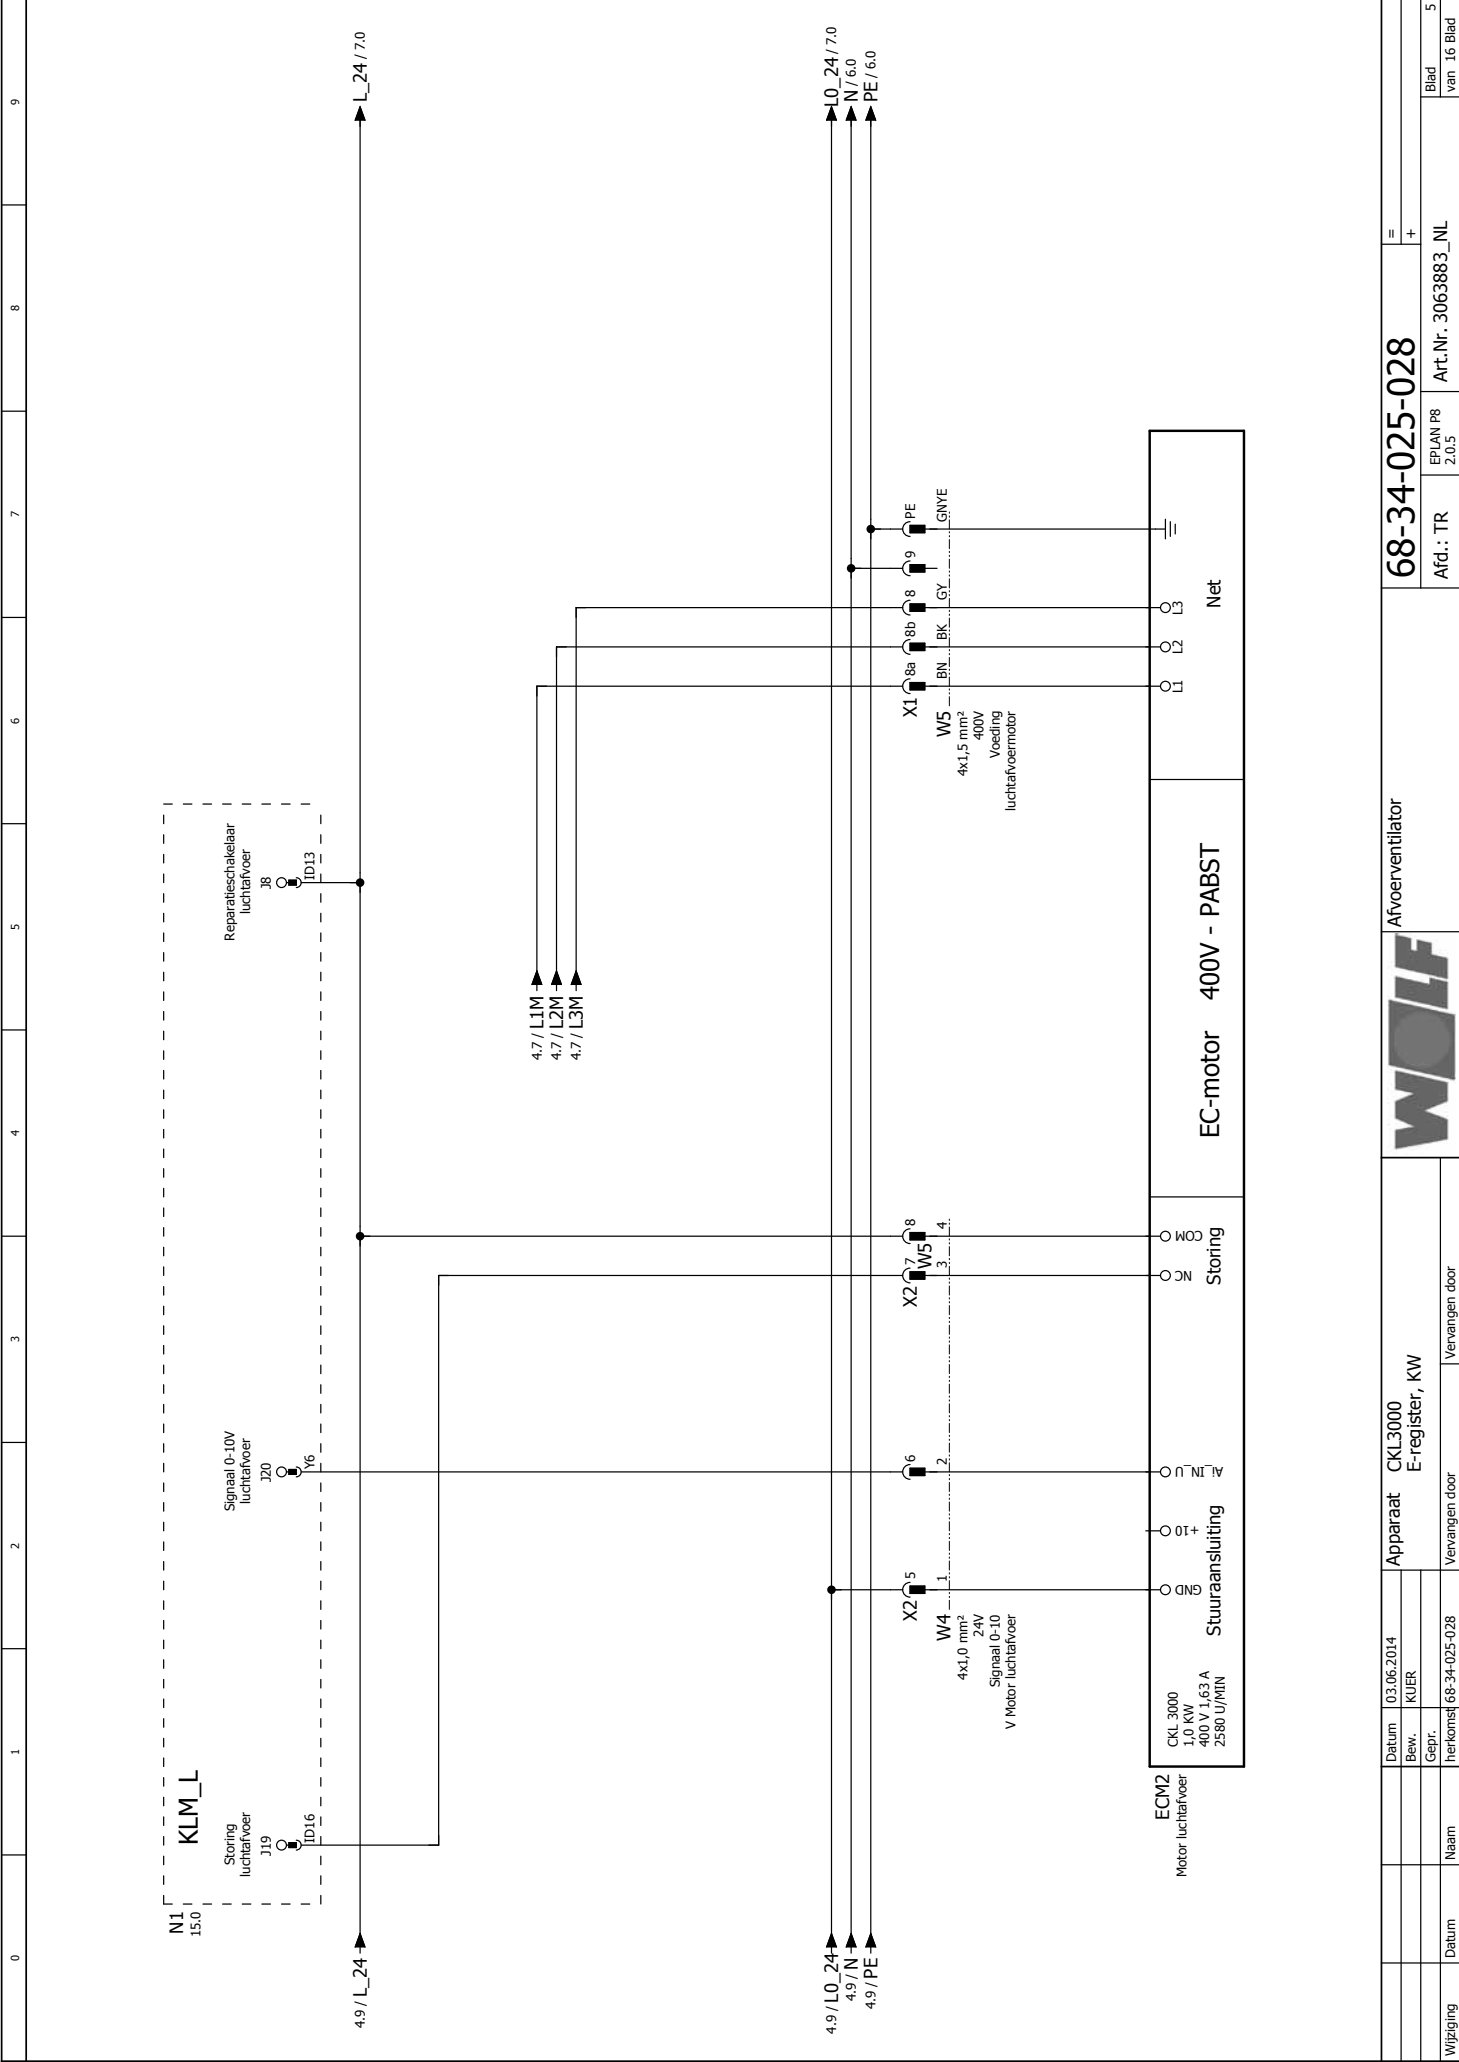 0
1
2
3
4
5
6
7
8
9
N1
15.0
KLM_L
Storing
luchtafvoer
J19
ID16
Signaal 0-10V
luchtafvoer
J20
Y6
Reparatieschakelaar
luchtafvoer
J8
ID13
4.9 / L_24
L_24 / 7.0
4.7 / L1M
4.7 / L2M
4.7 / L3M
4.9 / L0_24
4.9 / N
4.9 / PE
L0_24 / 7.0
N / 6.0
PE / 6.0
X2
5
6
X2
7
8
W5
X1
8a
8b
8
9
PE
W4
4x1,0 mm²
24V
Signaal 0-10
V Motor luchtafvoer
1
2
3
4
W5
4x1,5 mm²
400V
Voeding
luchtafvoermotor
BN
BK
GY
GNYE
ECM2
Motor luchtafvoer
CKL 3000
1,0 KW
400 V 1,63 A
2580 U/MIN
GND
+10
Ai_IN_U
Stuuraansluiting
NC
COM
Storing
EC-motor 400V - PABST
L1
L2
L3
Net
Wijziging
Datum
Naam
Datum
03.06.2014
Bew.
KUER
Gepr.
herkomst
68-34-025-028
Apparaat
CKL3000
E-register, KW
Vervangen door
Vervangen door
WOLF
Afvoerventilator
68-34-025-028
Afd.: TR
EPLAN P8
2.0.5
Art.Nr. 3063883_NL
=
+
Blad
5
van
16 Blad